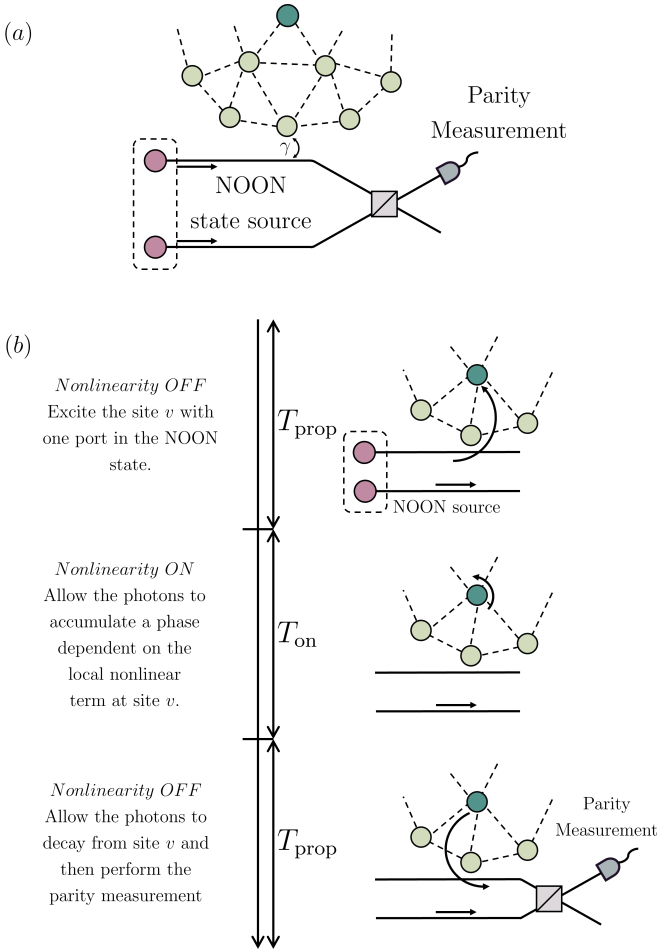 (a)
Parity
Measurement
γ
NOON
state source
(b)
Nonlinearity OFF
Excite the site v with
one port in the NOON
state.
T_prop
NOON source
Nonlinearity ON
Allow the photons to
accumulate a phase
dependent on the
local nonlinear
term at site v.
T_on
Nonlinearity OFF
Allow the photons to
decay from site v and
then perform the
parity measurement
T_prop
Parity
Measurement